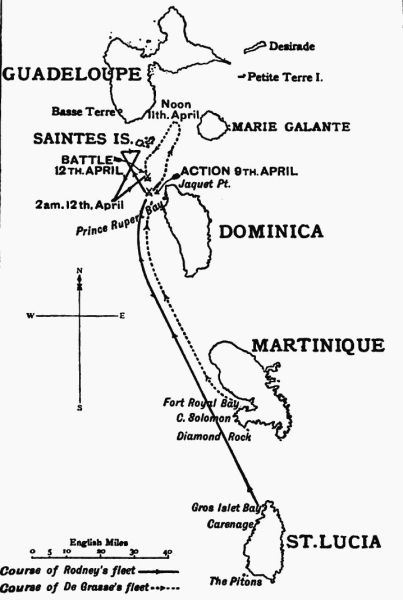 Desirade
GUADELOUPE
Petite Terre I.
Noon
11th. April
Basse Terre
MARIE GALANTE
SAINTES IS.
BATTLE
12TH. APRIL
ACTION 9TH. APRIL
Jaquet Pt.
2am. 12th. April
Prince Rupert Bay
DOMINICA
N
W
E
S
MARTINIQUE
Fort Royal Bay
C. Solomon
Diamond Rock
Gros Islet Bay
Carenage
ST. LUCIA
The Pitons
English Miles
0 5 10 20 30 40
Course of Rodney's fleet
Course of De Grasse's fleet